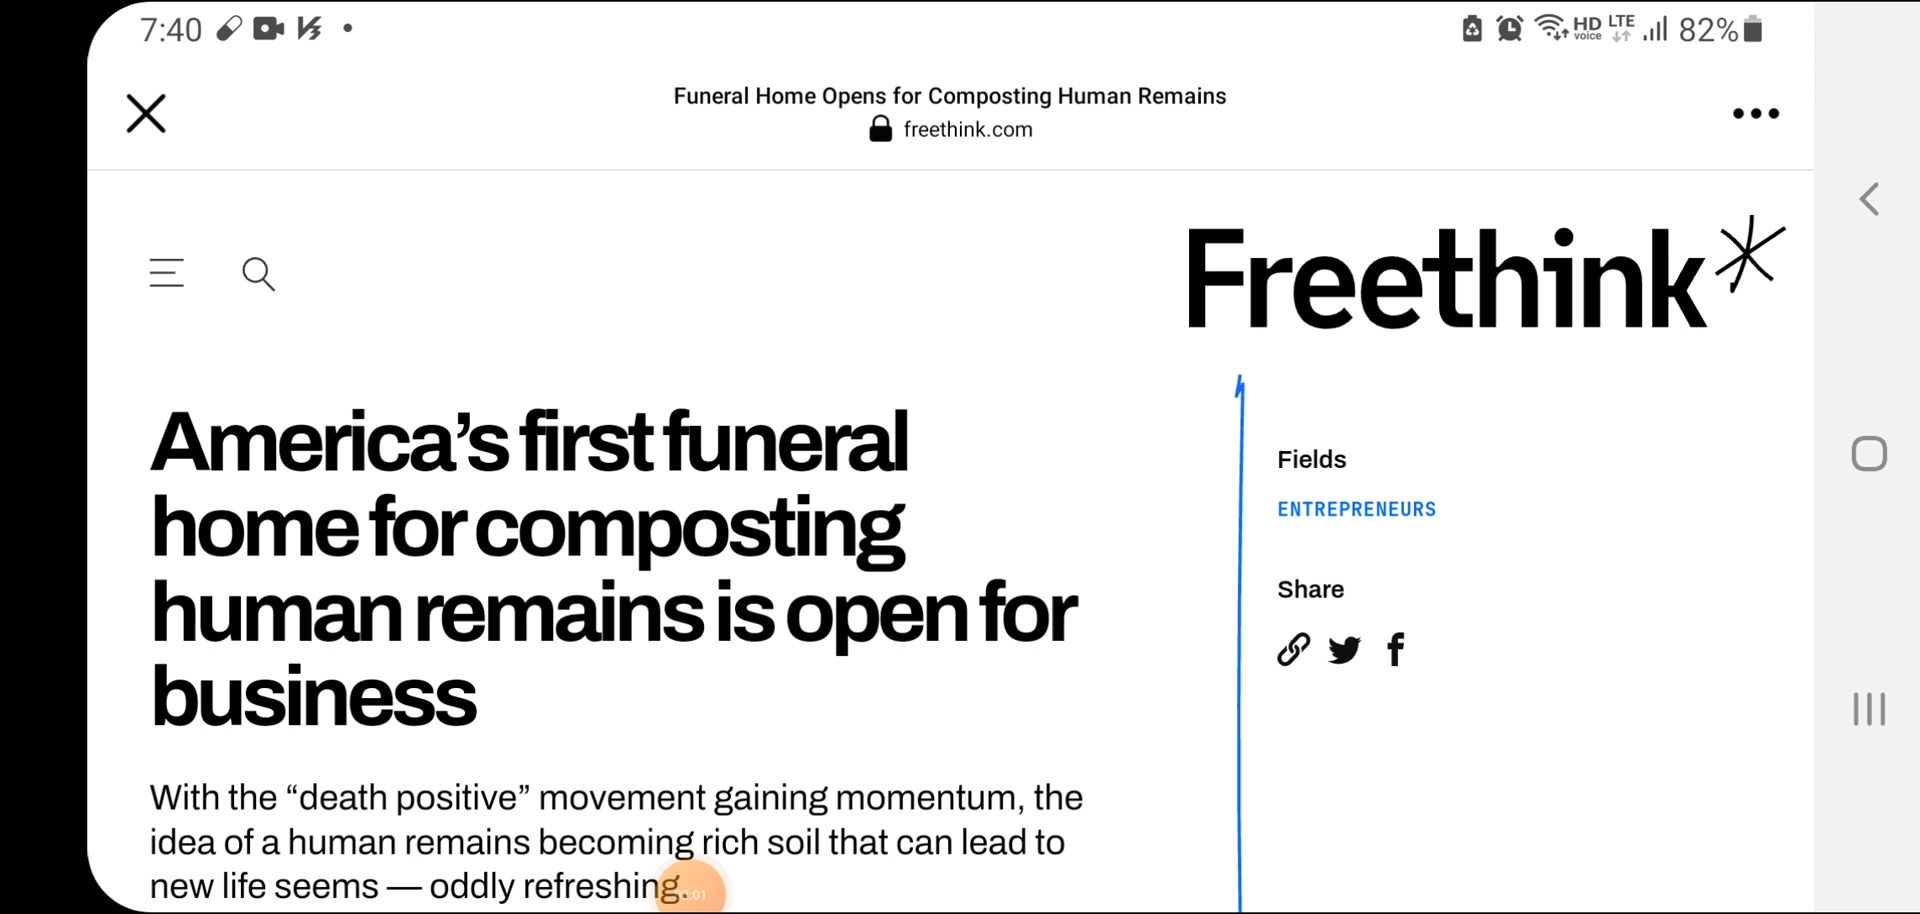 7:40
HD voice LTE 82%
Funeral Home Opens for Composting Human Remains
freethink.com
Freethink
America’s first funeral
home for composting
human remains is open for
business
Fields
ENTREPRENEURS
Share
With the “death positive” movement gaining momentum, the
idea of a human remains becoming rich soil that can lead to
new life seems — oddly refreshing.